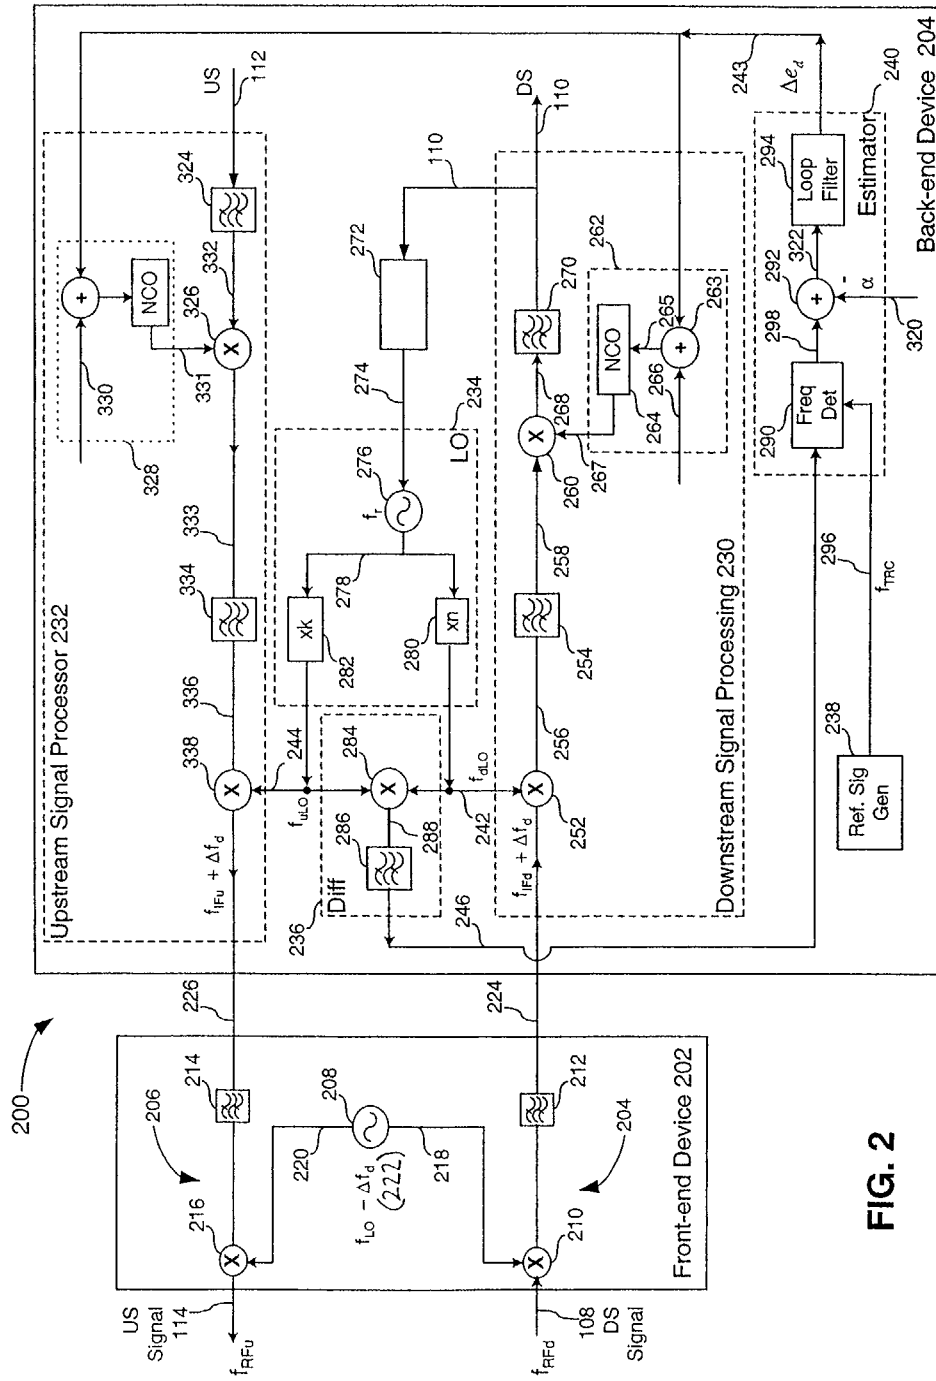 200
US
Signal
114
f_RFu
216
206
214
220
208
f_LO − Δf_d
(222)
218
210
204
212
f_RFd
108
DS
Signal
Front-end Device 202
226
224
Back-end Device 204
Upstream Signal Processor 232
f_IFu + Δf_d
338
336
334
333
328
330
NCO
331
326
332
324
US
112
f_uLO
244
236
Diff
286
284
288
246
f_dLO
242
xk
282
xn
280
278
f_r
276
LO
234
274
272
110
DS
110
Downstream Signal Processing 230
f_IFd + Δf_d
252
256
254
258
260
267
268
270
262
NCO
264
265
266
263
Ref. Sig
Gen
238
f_TRC
296
290
Freq
Det
298
292
α
-
320
322
294
Loop
Filter
Estimator
240
Δe_d
243
X
X
X
X
X
X
X
+
+
+
FIG. 2